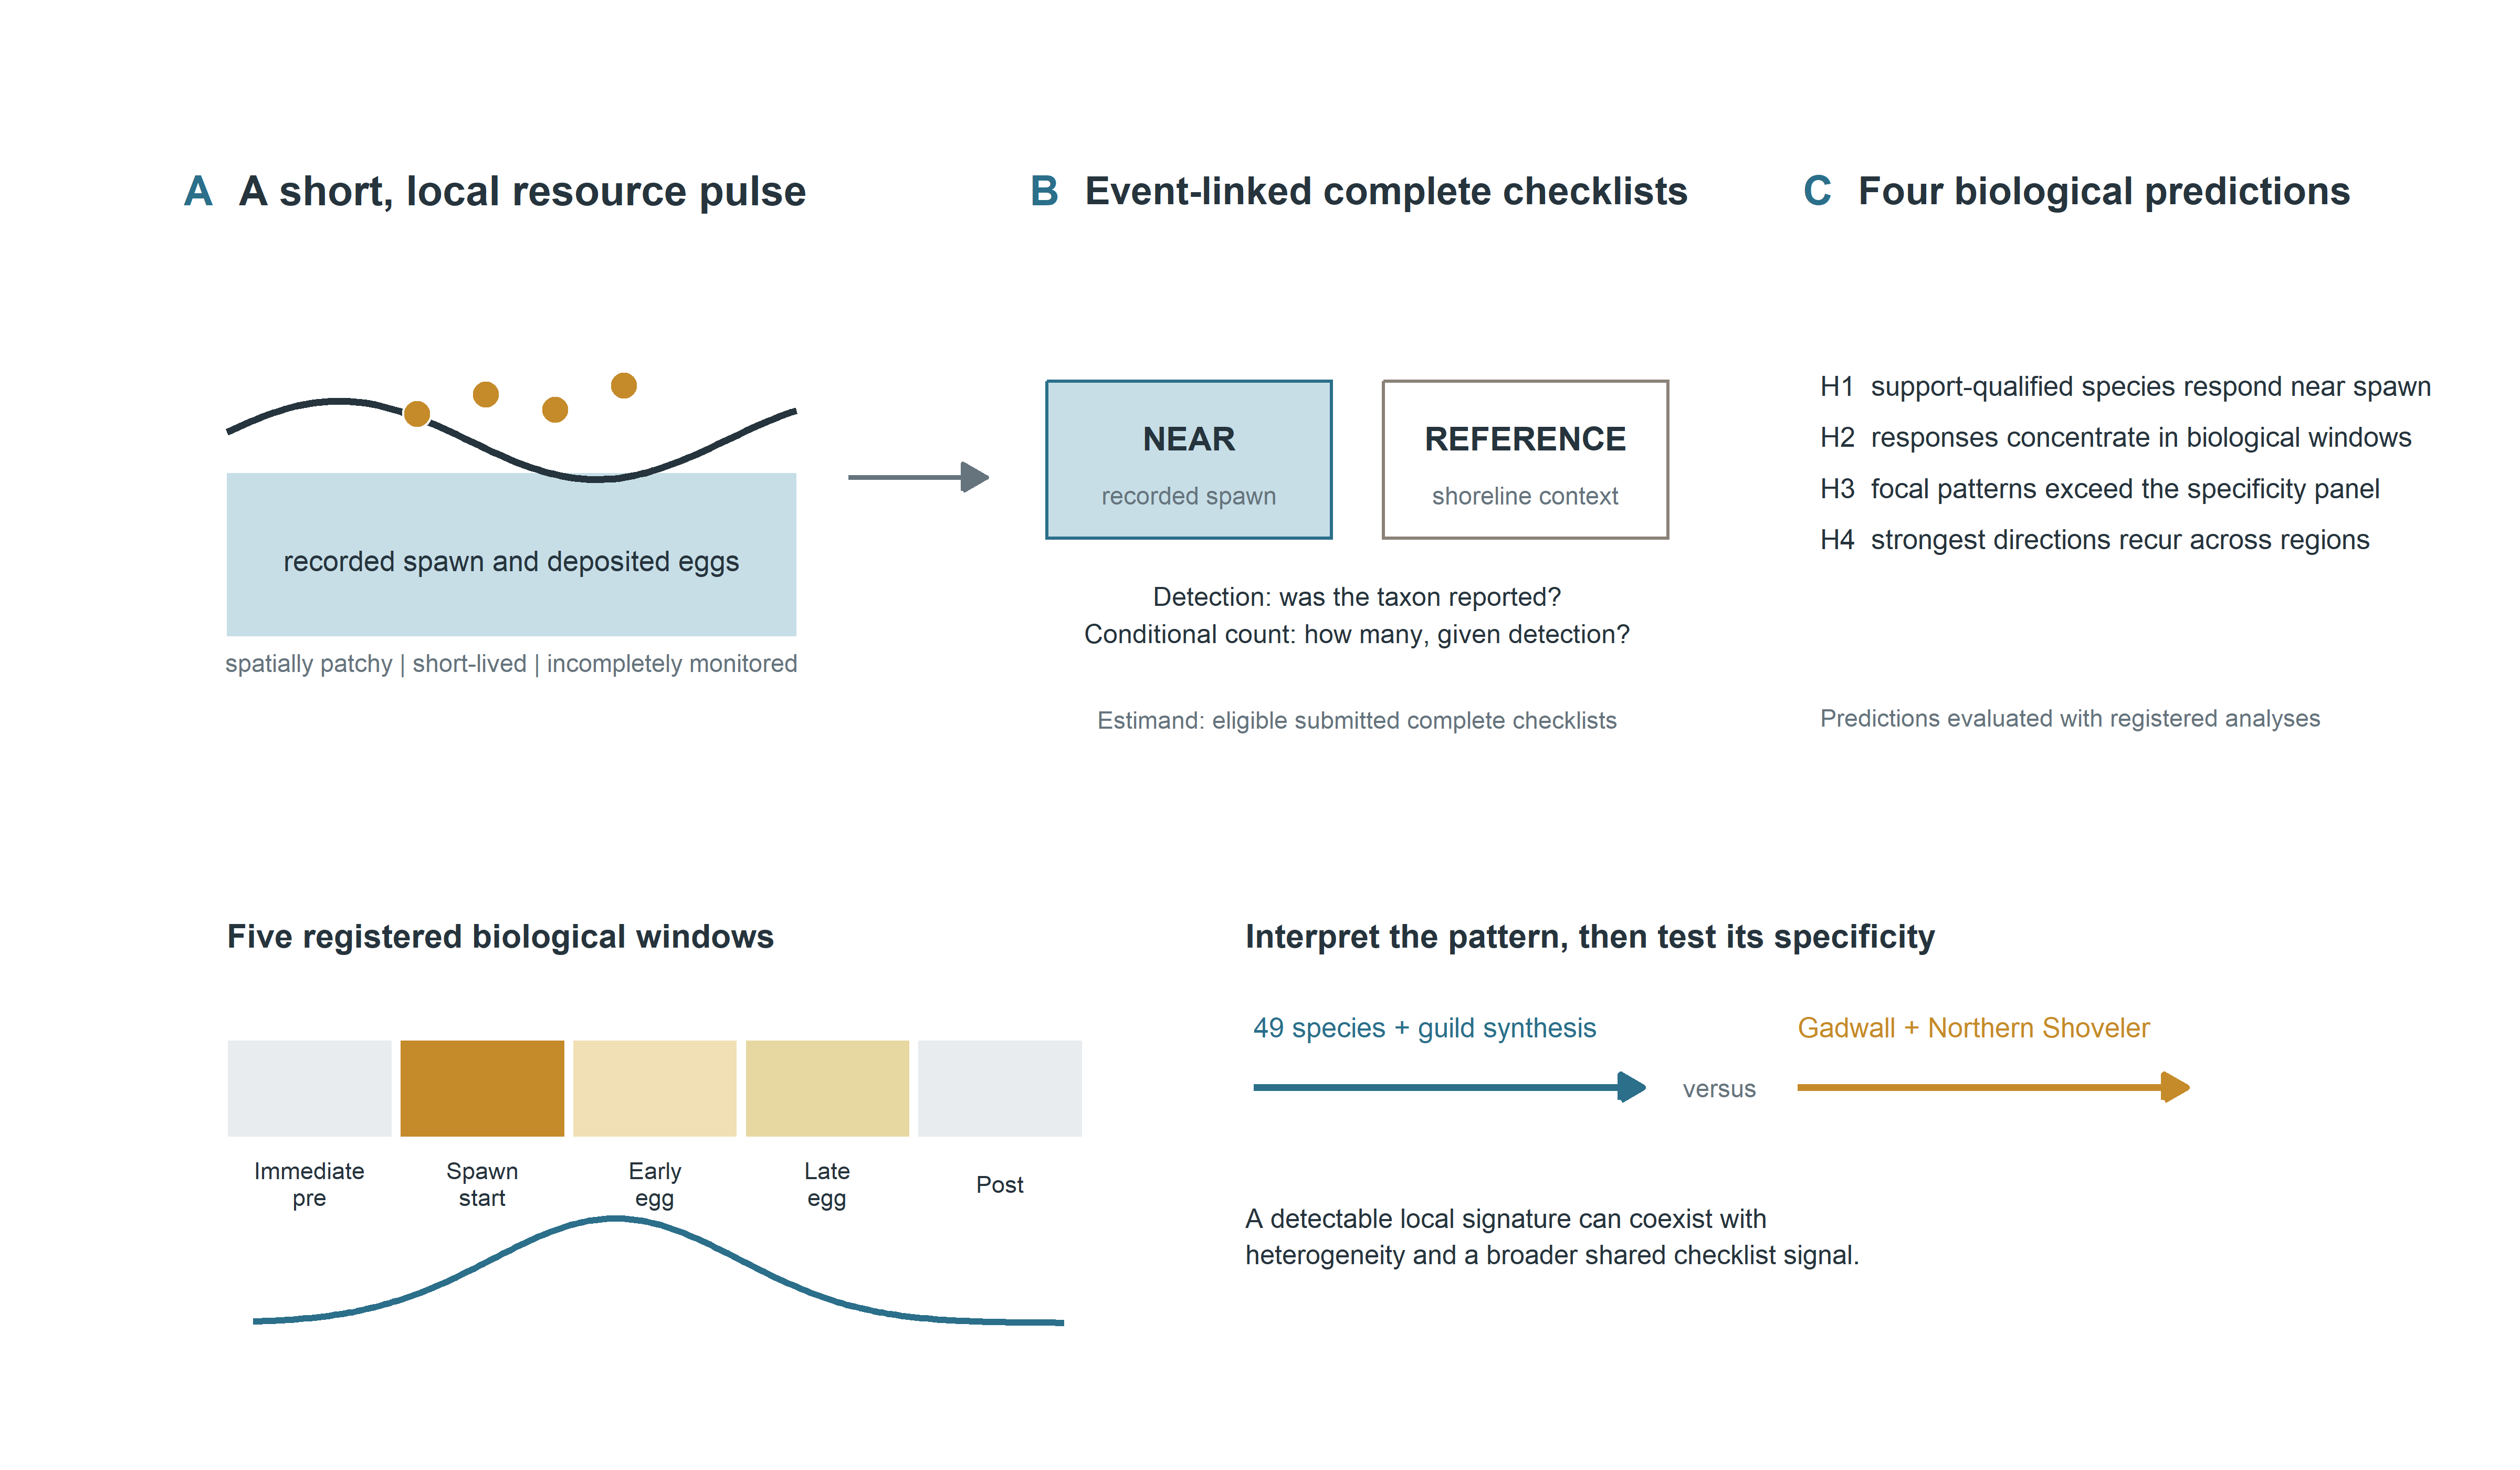 A A short, local resource pulse
recorded spawn and deposited eggs
spatially patchy | short-lived | incompletely monitored
B Event-linked complete checklists
NEAR
recorded spawn
REFERENCE
shoreline context
Detection: was the taxon reported?
Conditional count: how many, given detection?
Estimand: eligible submitted complete checklists
C Four biological predictions
H1 support-qualified species respond near spawn
H2 responses concentrate in biological windows
H3 focal patterns exceed the specificity panel
H4 strongest directions recur across regions
Predictions evaluated with registered analyses
Five registered biological windows
Immediate
pre
Spawn
start
Early
egg
Late
egg
Post
Interpret the pattern, then test its specificity
49 species + guild synthesis
versus
Gadwall + Northern Shoveler
A detectable local signature can coexist with
heterogeneity and a broader shared checklist signal.